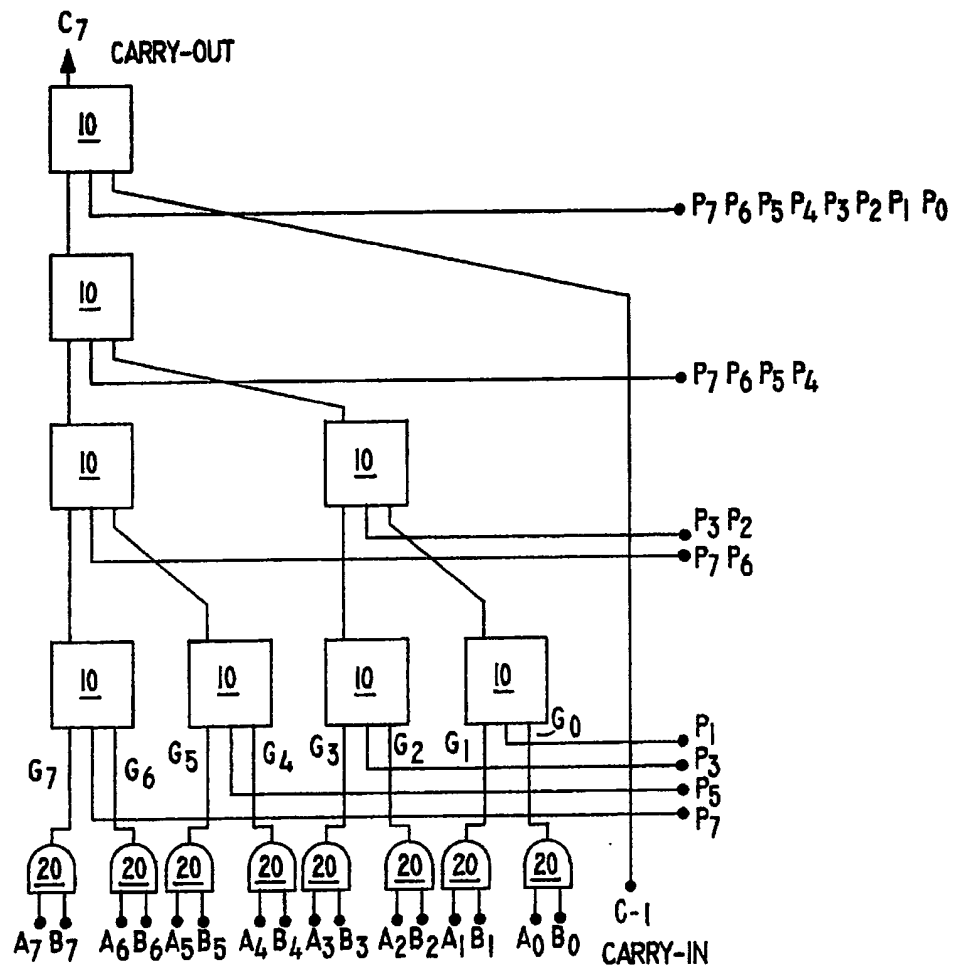 C7
CARRY-OUT
10
P7 P6 P5 P4 P3 P2 P1 P0
10
P7 P6 P5 P4
10 10
P3 P2
P7 P6
10 10 10 10
G7 G6 G5 G4 G3 G2 G1 G0
P1
P3
P5
P7
20 20 20 20 20 20 20 20
A7 B7 A6 B6 A5 B5 A4 B4 A3 B3 A2 B2 A1 B1 A0 B0
C-1
CARRY-IN